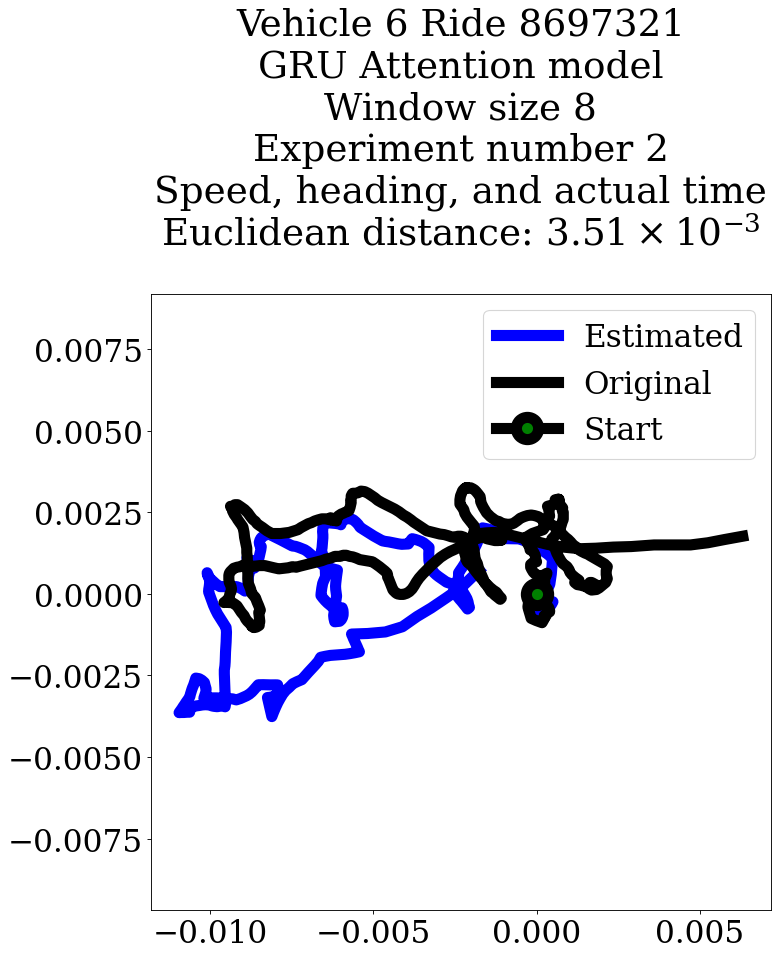 Vehicle 6 Ride 8697321
GRU Attention model
Window size 8
Experiment number 2
Speed, heading, and actual time
Euclidean distance: 3.51 × 10⁻³
Estimated
Original
Start
0.0075
0.0050
0.0025
0.0000
−0.0025
−0.0050
−0.0075
−0.010
−0.005
0.000
0.005